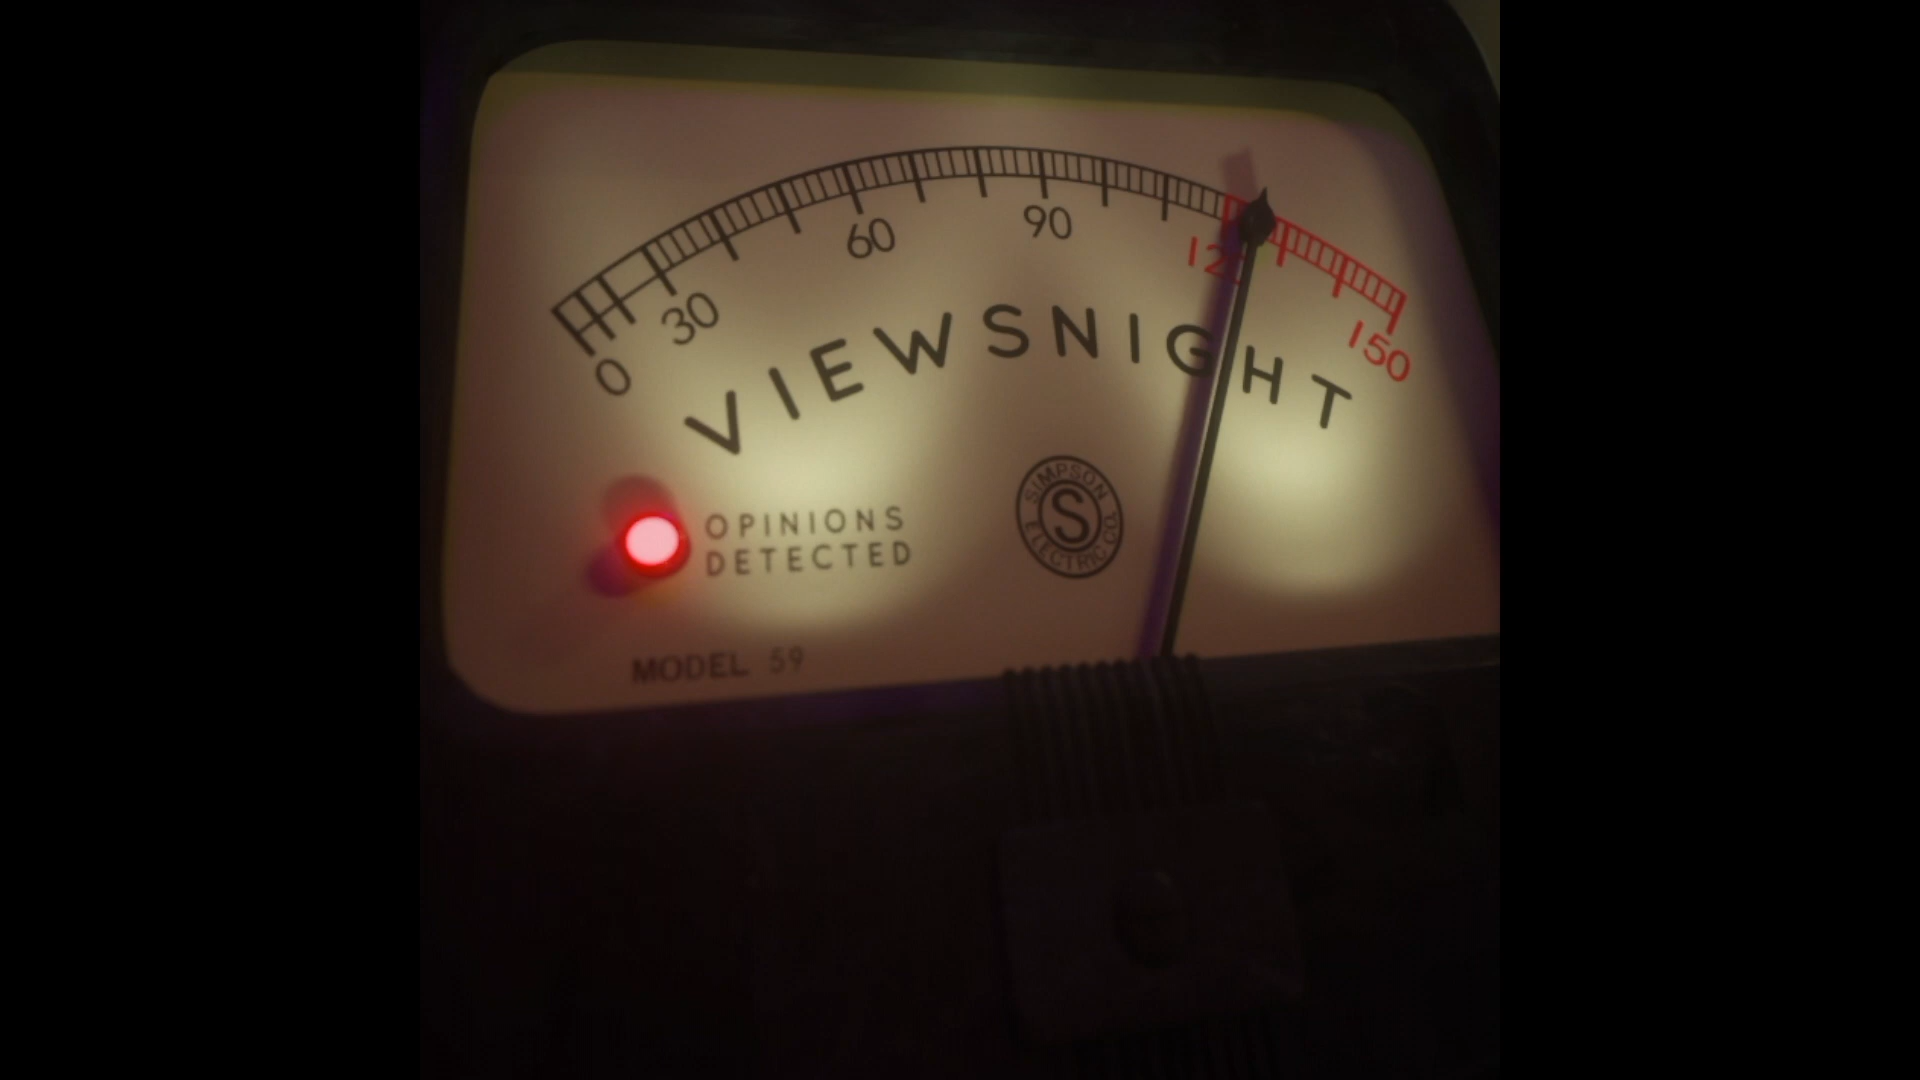 0 30 60 90 150
VIEWSNIGHT
OPINIONS
DETECTED
SIMPSON
S
ELECTRIC CO.
MODEL 59